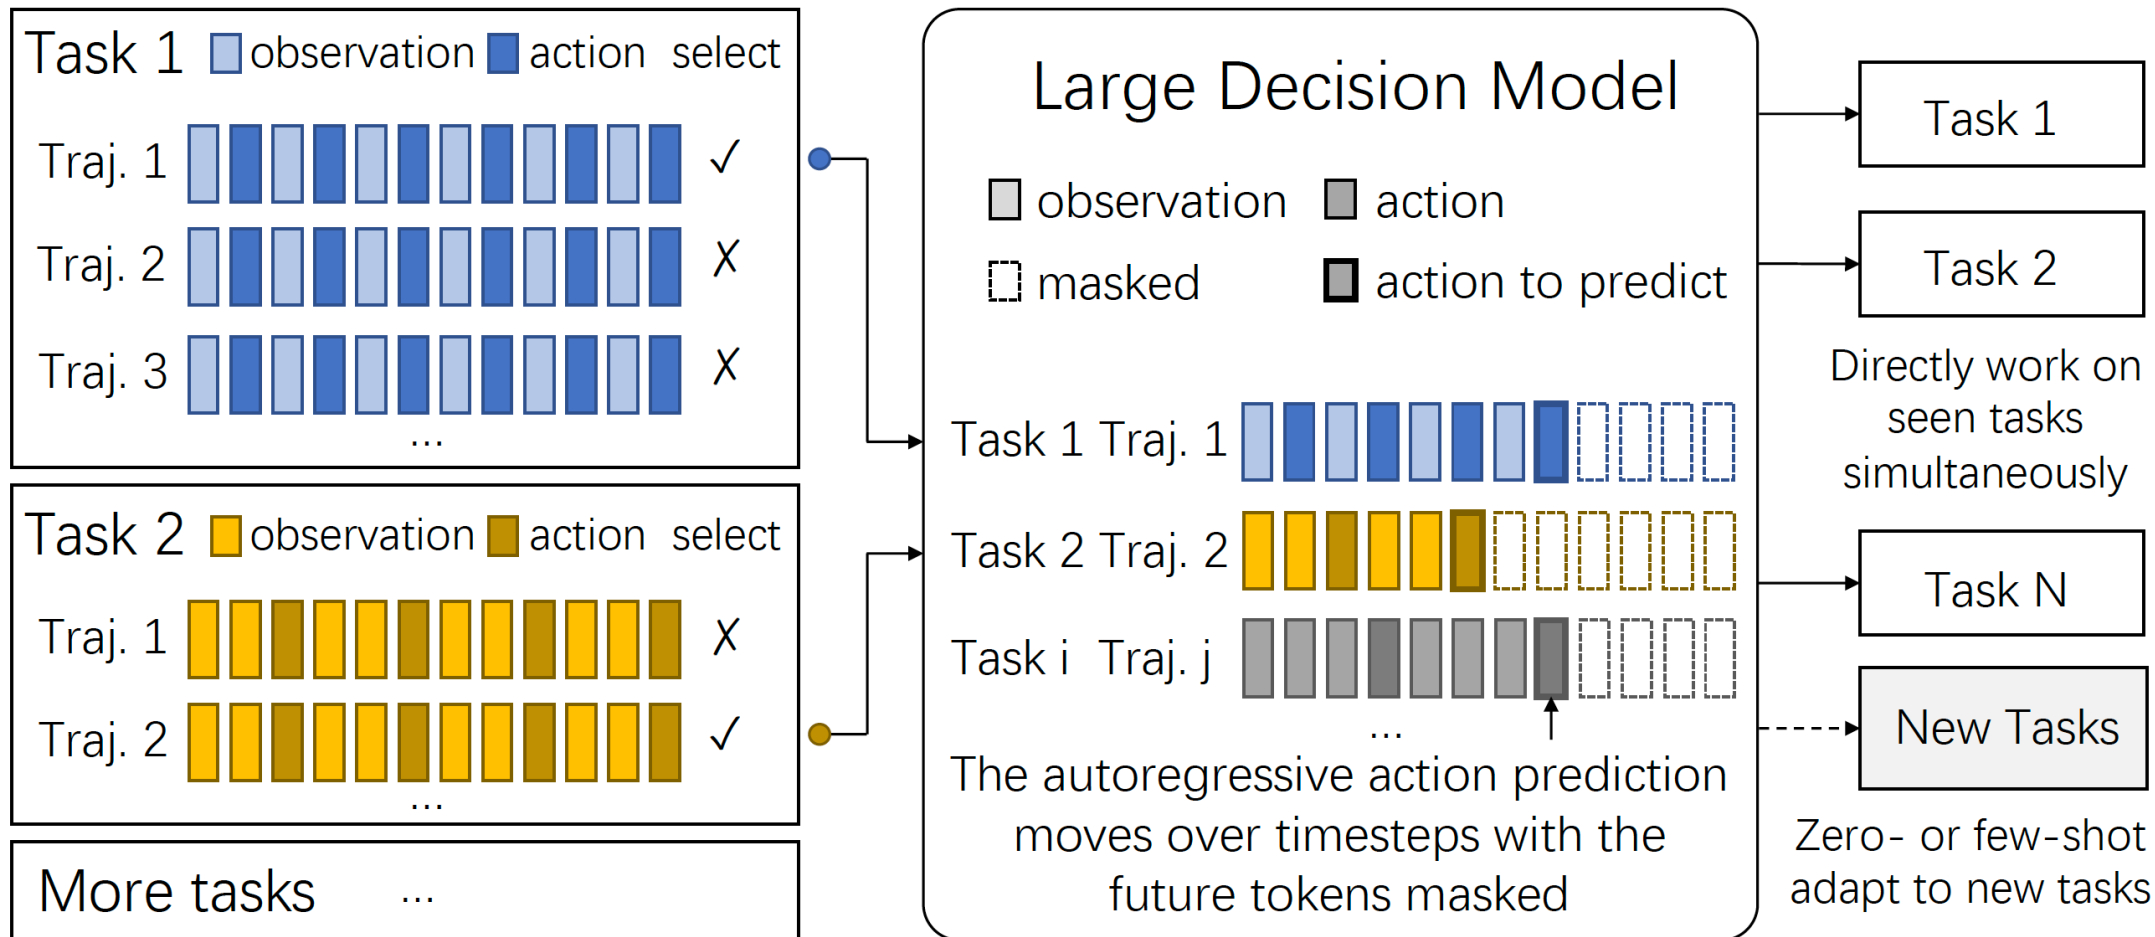 Task 1 observation action select
Traj. 1 ✓
Traj. 2 ✗
Traj. 3 ✗
...
Task 2 observation action select
Traj. 1 ✗
Traj. 2 ✓
...
More tasks ...
Large Decision Model
observation action
masked action to predict
Task 1 Traj. 1
Task 2 Traj. 2
Task i Traj. j
...
The autoregressive action prediction
moves over timesteps with the
future tokens masked
Task 1
Task 2
Directly work on
seen tasks
simultaneously
Task N
New Tasks
Zero- or few-shot
adapt to new tasks